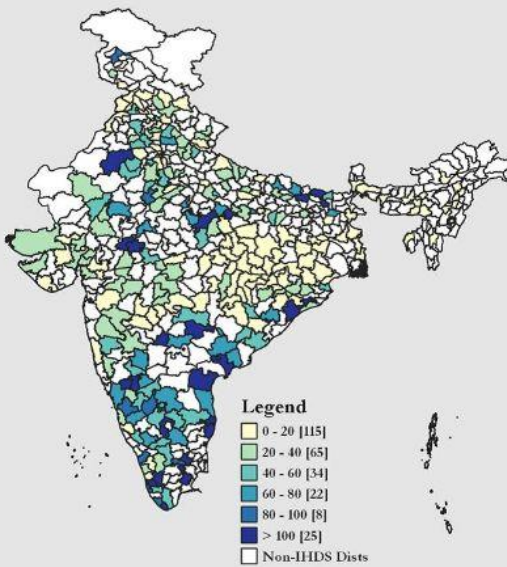 Legend
0 - 20 [115]
20 - 40 [65]
40 - 60 [34]
60 - 80 [22]
80 - 100 [8]
> 100 [25]
Non-IHDS Dists